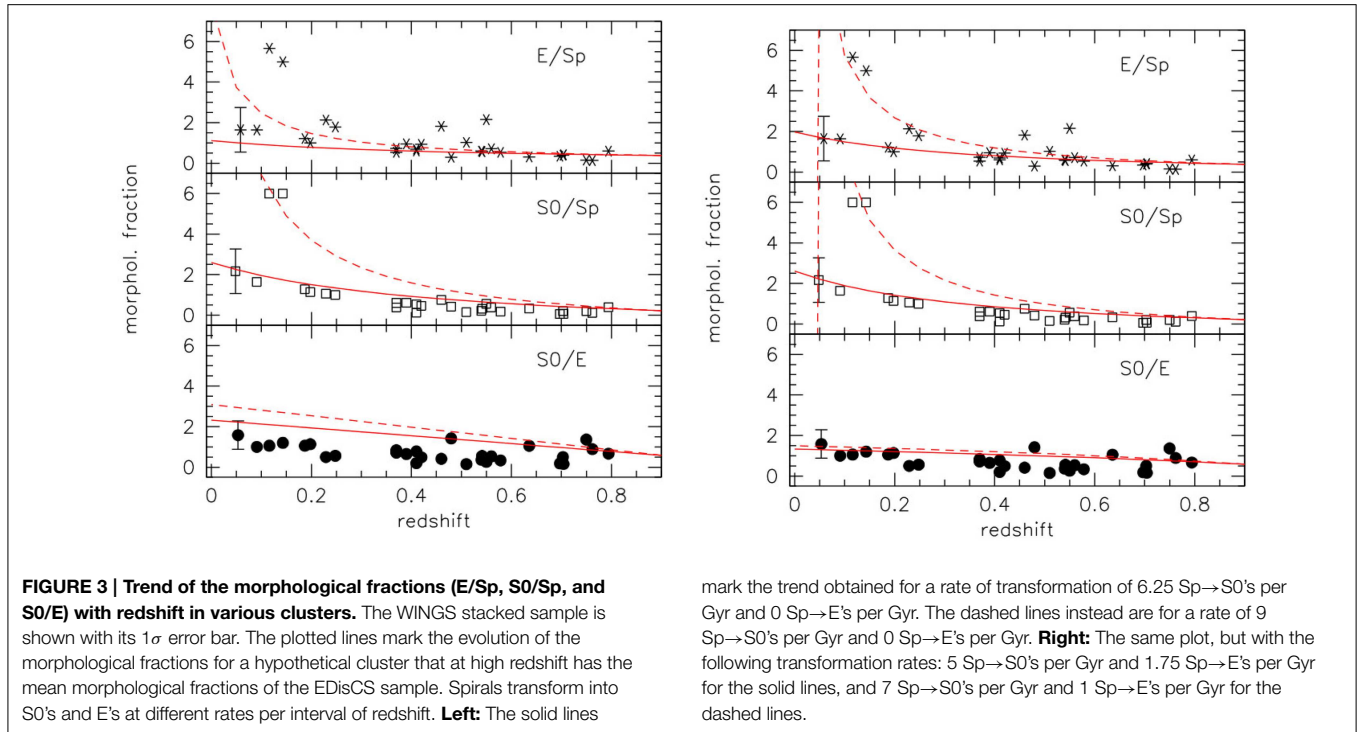 6
E/Sp
4
2
0
6
S0/Sp
4
2
0
6
S0/E
4
2
0
0 0.2 0.4 0.6 0.8
redshift
morphol. fraction
6
E/Sp
4
2
0
6
S0/Sp
4
2
0
6
S0/E
4
2
0
0 0.2 0.4 0.6 0.8
redshift
morphol. fraction
FIGURE 3 | Trend of the morphological fractions (E/Sp, S0/Sp, and
S0/E) with redshift in various clusters. The WINGS stacked sample is
shown with its 1σ error bar. The plotted lines mark the evolution of the
morphological fractions for a hypothetical cluster that at high redshift has the
mean morphological fractions of the EDisCS sample. Spirals transform into
S0's and E's at different rates per interval of redshift. Left: The solid lines
mark the trend obtained for a rate of transformation of 6.25 Sp→S0's per
Gyr and 0 Sp→E's per Gyr. The dashed lines instead are for a rate of 9
Sp→S0's per Gyr and 0 Sp→E's per Gyr. Right: The same plot, but with the
following transformation rates: 5 Sp→S0's per Gyr and 1.75 Sp→E's per Gyr
for the solid lines, and 7 Sp→S0's per Gyr and 1 Sp→E's per Gyr for the
dashed lines.